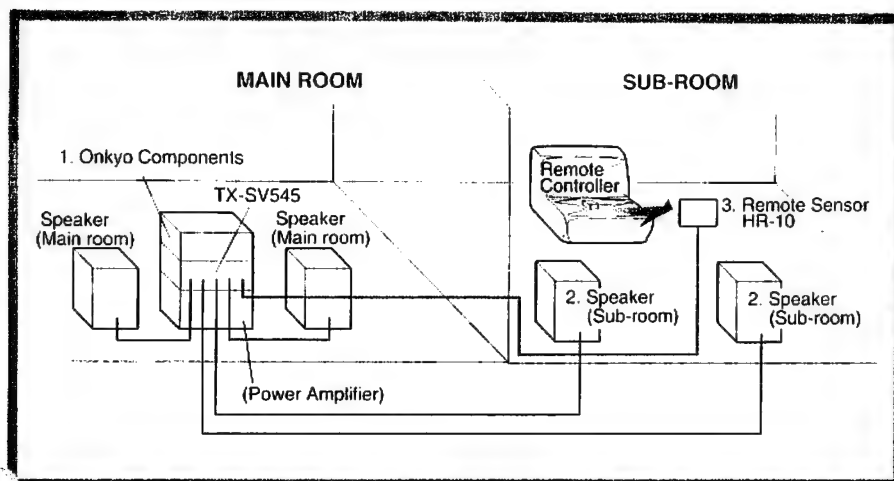 MAIN ROOM
SUB-ROOM
1. Onkyo Components
TX-SV545
Speaker
(Main room)
Speaker
(Main room)
Remote
Controller
3. Remote Sensor
HR-10
2. Speaker
(Sub-room)
2. Speaker
(Sub-room)
(Power Amplifier)